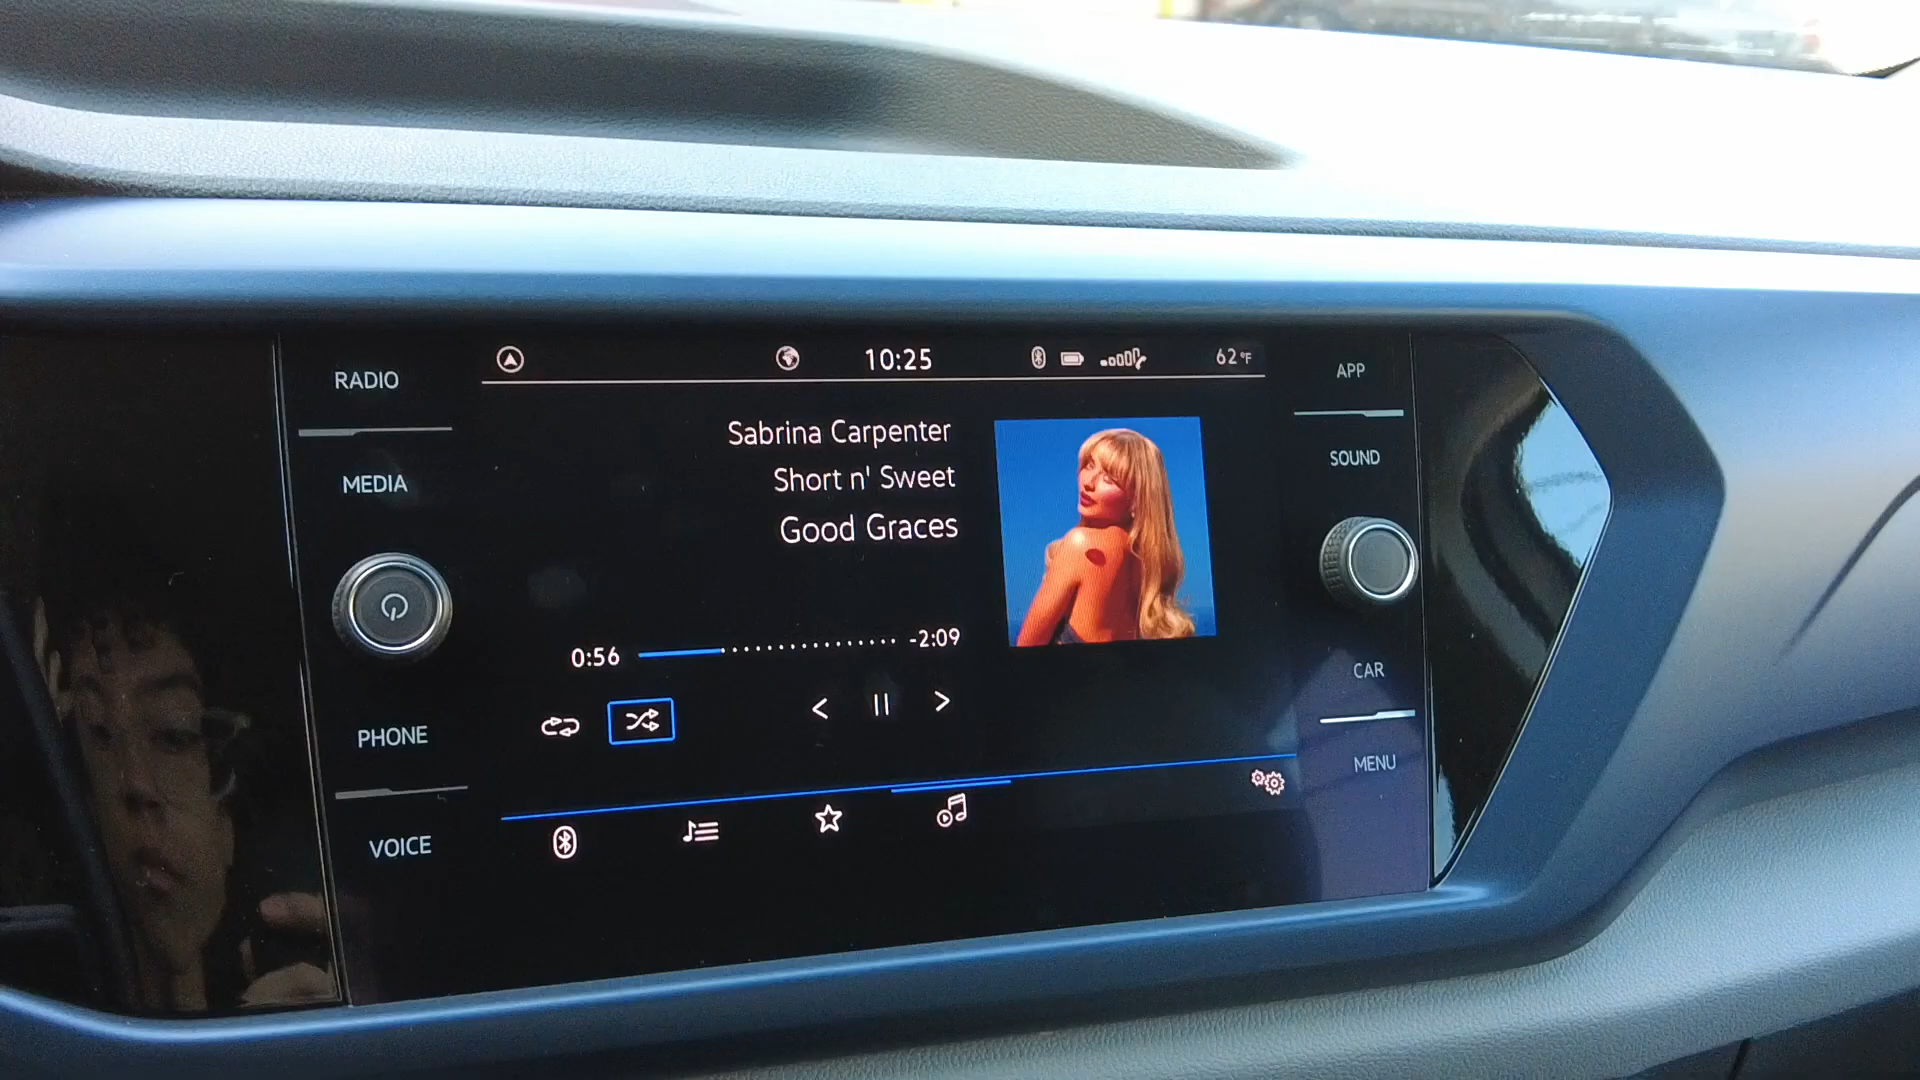 RADIO
MEDIA
PHONE
VOICE
10:25
62°F
Sabrina Carpenter
Short n' Sweet
Good Graces
0:56
-2:09
APP
SOUND
CAR
MENU